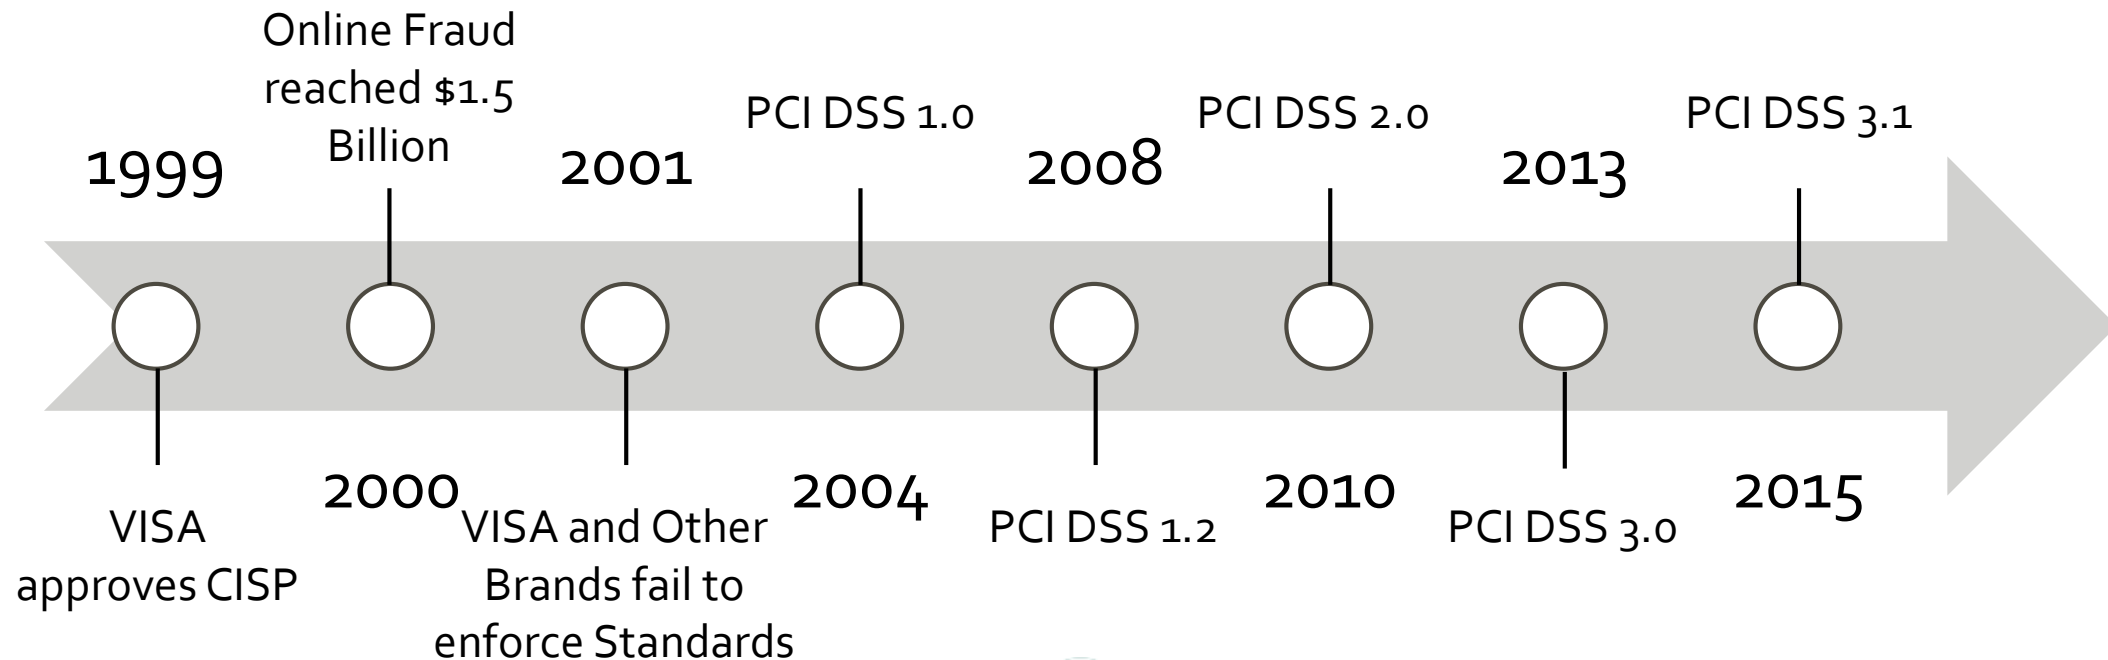 Online Fraud
reached $1.5
Billion
PCI DSS 1.0
PCI DSS 2.0
PCI DSS 3.1
1999
2001
2008
2013
2000
2004
2010
2015
VISA
approves CISP
VISA and Other
Brands fail to
enforce Standards
PCI DSS 1.2
PCI DSS 3.0